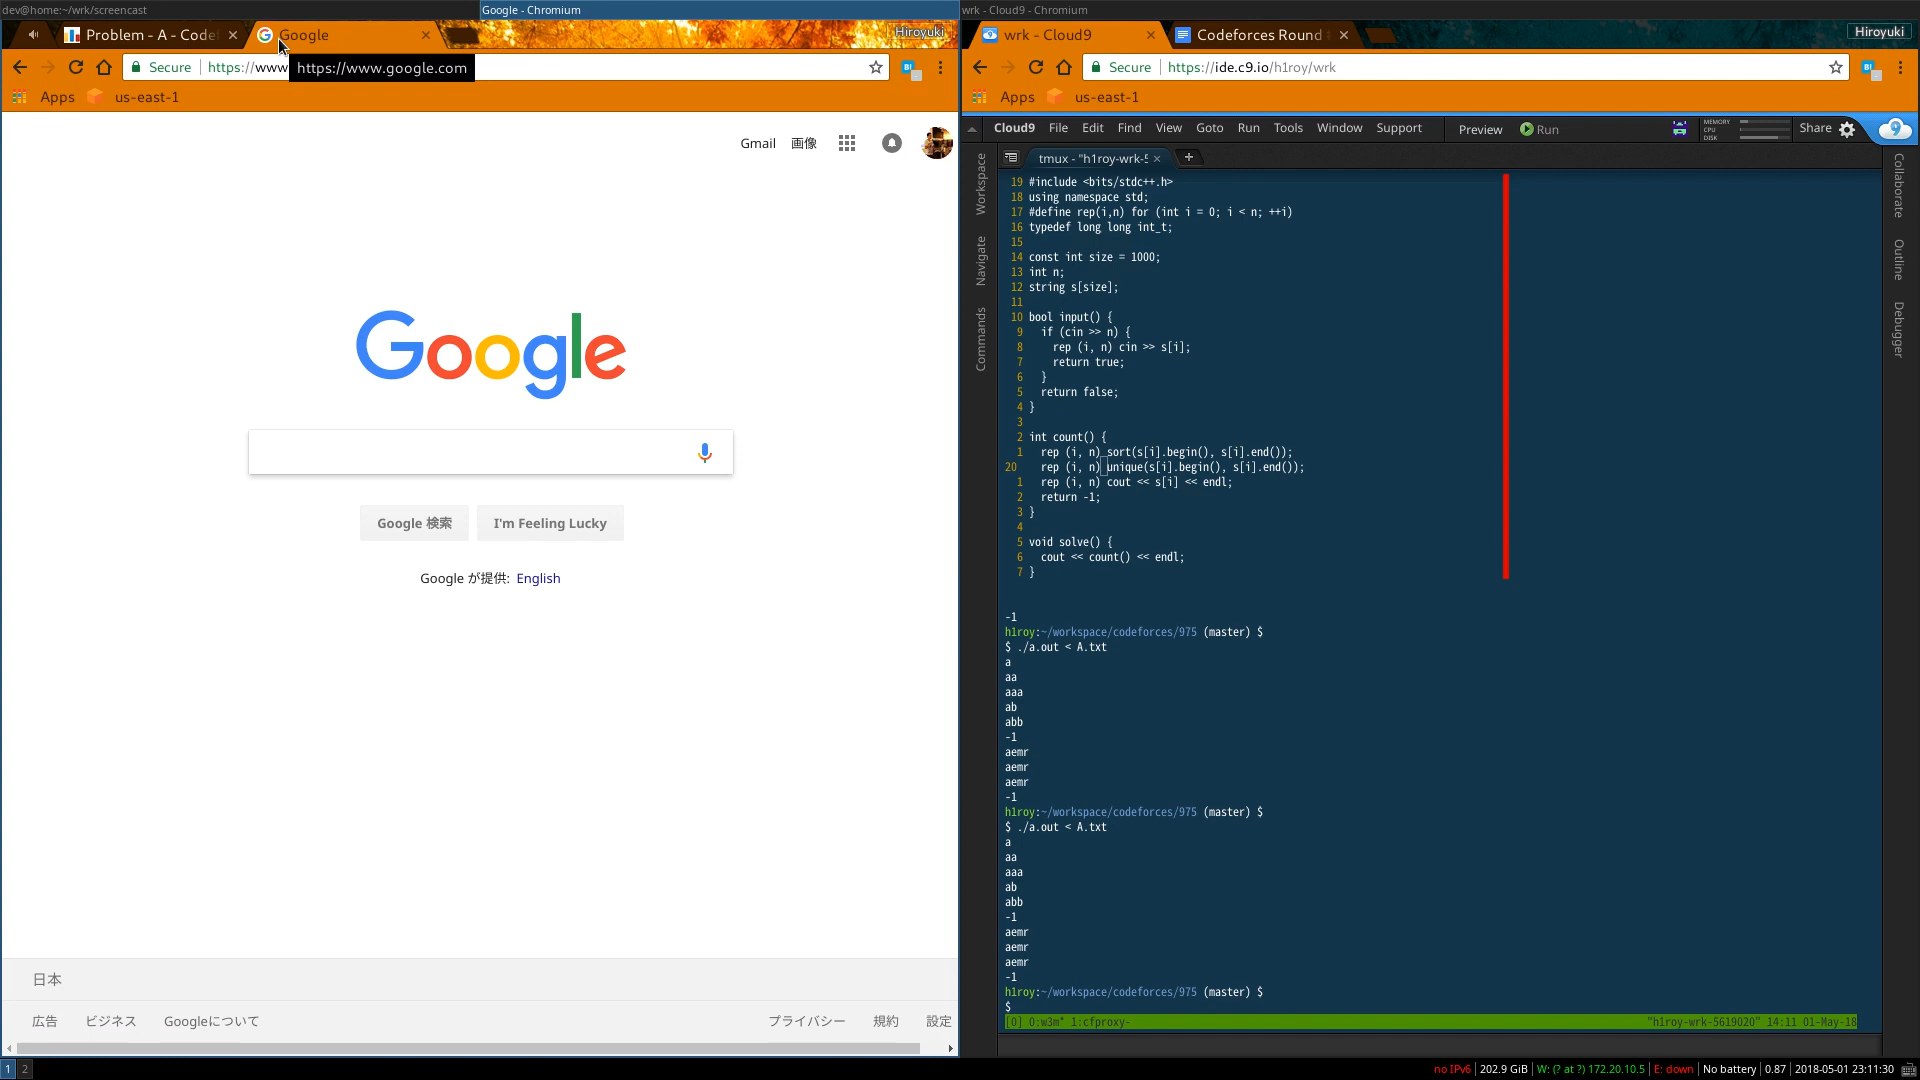 dev@home:~/wrk/screencast
Google - Chromium
wrk - Cloud9 - Chromium
Problem - A - Codef
Google
Hiroyuki
Secure
https://www
https://www.google.com
Apps
us-east-1
Gmail
画像
Google
Google 検索
I'm Feeling Lucky
Google が提供: English
日本
広告
ビジネス
Googleについて
プライバシー
規約
設定
wrk - Cloud9
Codeforces Round
Hiroyuki
Secure
https://ide.c9.io/h1roy/wrk
Apps
us-east-1
Cloud9 File Edit Find View Goto Run Tools Window Support
Preview
Run
MEMORY
CPU
DISK
Share
Workspace
Navigate
Commands
Collaborate
Outline
Debugger
tmux - "h1roy-wrk-5
19 #include <bits/stdc++.h>
18 using namespace std;
17 #define rep(i,n) for (int i = 0; i < n; ++i)
16 typedef long long int_t;
15
14 const int size = 1000;
13 int n;
12 string s[size];
11
10 bool input() {
9 if (cin >> n) {
8 rep (i, n) cin >> s[i];
7 return true;
6 }
5 return false;
4 }
3
2 int count() {
1 rep (i, n) sort(s[i].begin(), s[i].end());
20 rep (i, n) unique(s[i].begin(), s[i].end());
1 rep (i, n) cout << s[i] << endl;
2 return -1;
3 }
4
5 void solve() {
6 cout << count() << endl;
7 }
-1
h1roy:~/workspace/codeforces/975 (master) $
$ ./a.out < A.txt
a
aa
aaa
ab
abb
-1
aemr
aemr
aemr
-1
h1roy:~/workspace/codeforces/975 (master) $
$ ./a.out < A.txt
a
aa
aaa
ab
abb
-1
aemr
aemr
aemr
-1
h1roy:~/workspace/codeforces/975 (master) $
$
[0] 0:w3m* 1:cfproxy- "h1roy-wrk-5619020" 14:11 01-May-18
1 2
no IPv6 | 202.9 GiB | W: (? at ?) 172.20.10.5 | E: down | No battery | 0.87 | 2018-05-01 23:11:30